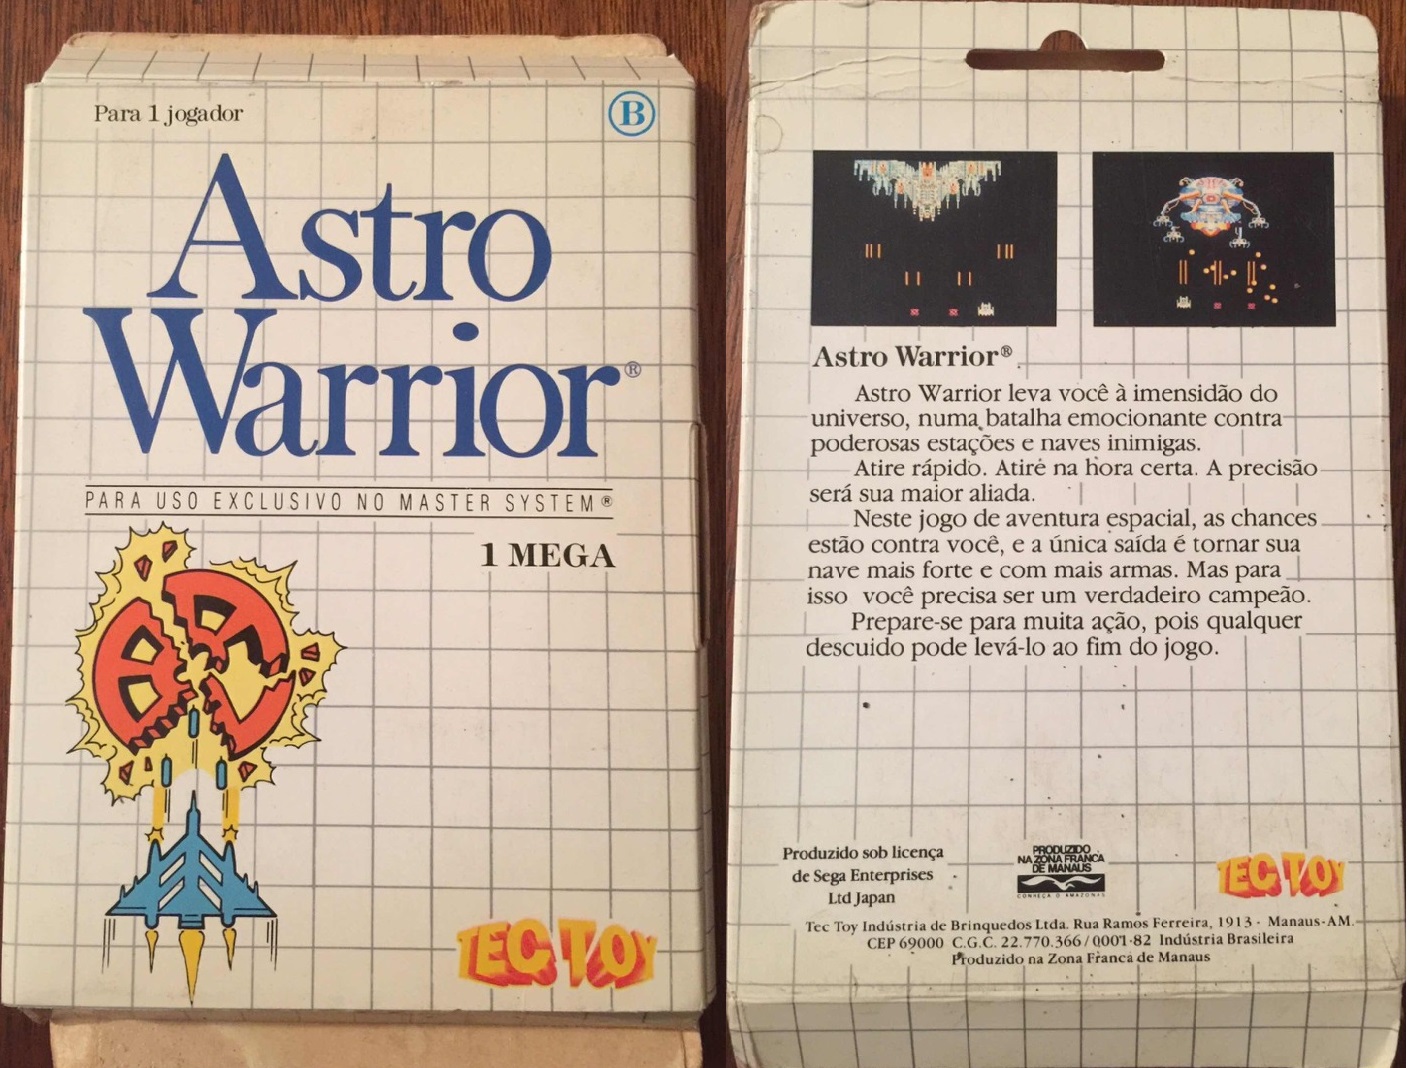 Para 1 jogador
B
Astro
Warrior®
PARA USO EXCLUSIVO NO MASTER SYSTEM®
1 MEGA
TEC TOY
Astro Warrior®
Astro Warrior leva você à imensidão do
universo, numa batalha emocionante contra
poderosas estações e naves inimigas.
Atire rápido. Atire na hora certa. A precisão
será sua maior aliada.
Neste jogo de aventura espacial, as chances
estão contra você, e a única saída é tornar sua
nave mais forte e com mais armas. Mas para
isso você precisa ser um verdadeiro campeão.
Prepare-se para muita ação, pois qualquer
descuido pode levá-lo ao fim do jogo.
Produzido sob licença
de Sega Enterprises
Ltd Japan
PRODUZIDO
NA ZONA FRANCA
DE MANAUS
CONHEÇA O AMAZONAS
TEC TOY
Tec Toy Indústria de Brinquedos Ltda. Rua Ramos Ferreira, 1913 - Manaus-AM.
CEP 69000 C.G.C. 22.770.366/0001-82 Indústria Brasileira
Produzido na Zona Franca de Manaus